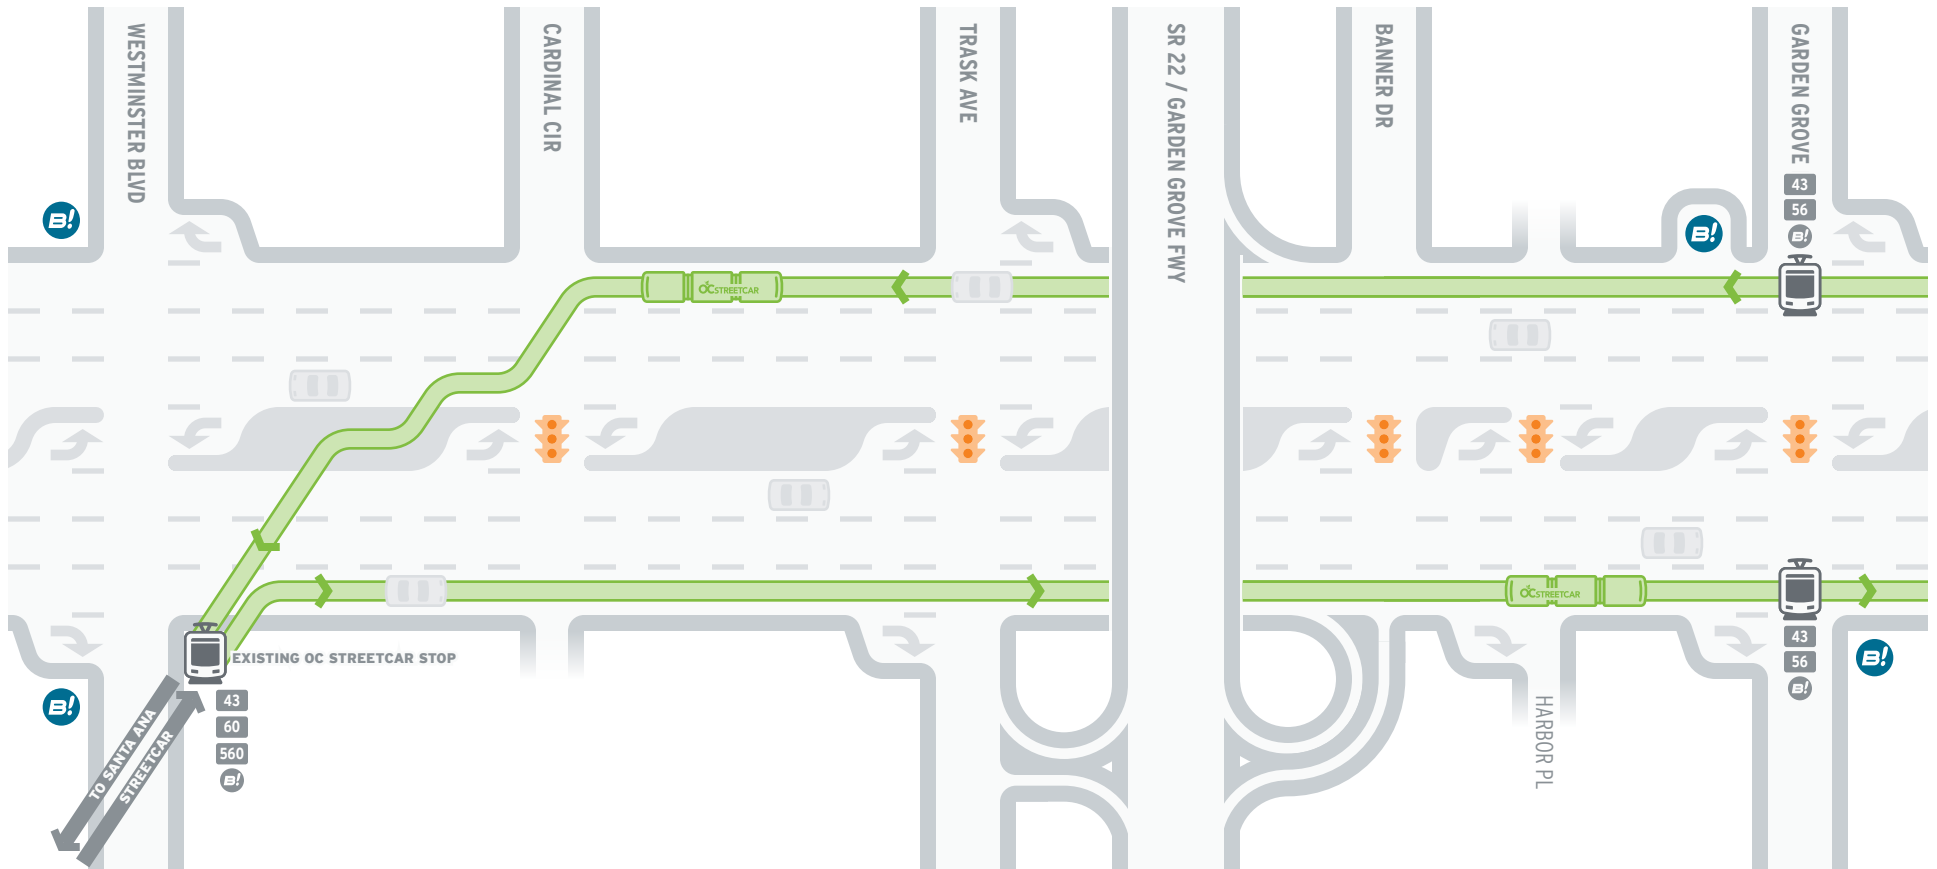 WESTMINSTER BLVD
CARDINAL CIR
TRASK AVE
SR 22 / GARDEN GROVE FWY
BANNER DR
GARDEN GROVE
43
56
B!
B!
B!
OC STREETCAR
OC STREETCAR
EXISTING OC STREETCAR STOP
43
60
560
B!
B!
TO SANTA ANA
STREETCAR
HARBOR PL
43
56
B!
B!